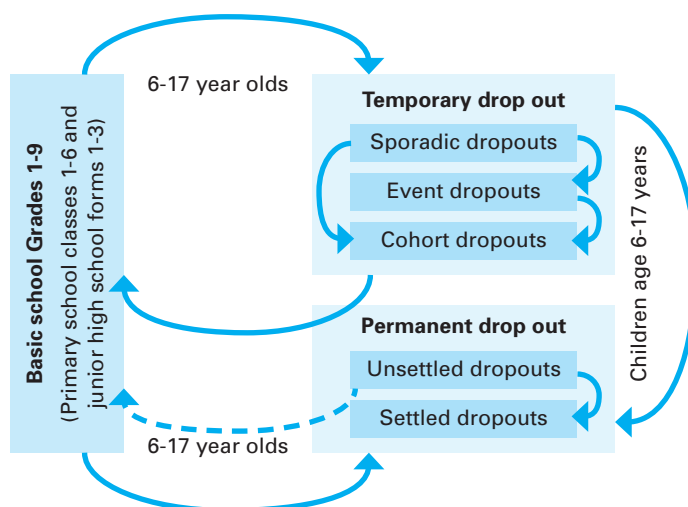 Basic school Grades 1-9
(Primary school classes 1-6 and
junior high school forms 1-3)
6-17 year olds
Temporary drop out
Sporadic dropouts
Event dropouts
Cohort dropouts
Children age 6-17 years
Permanent drop out
Unsettled dropouts
Settled dropouts
6-17 year olds